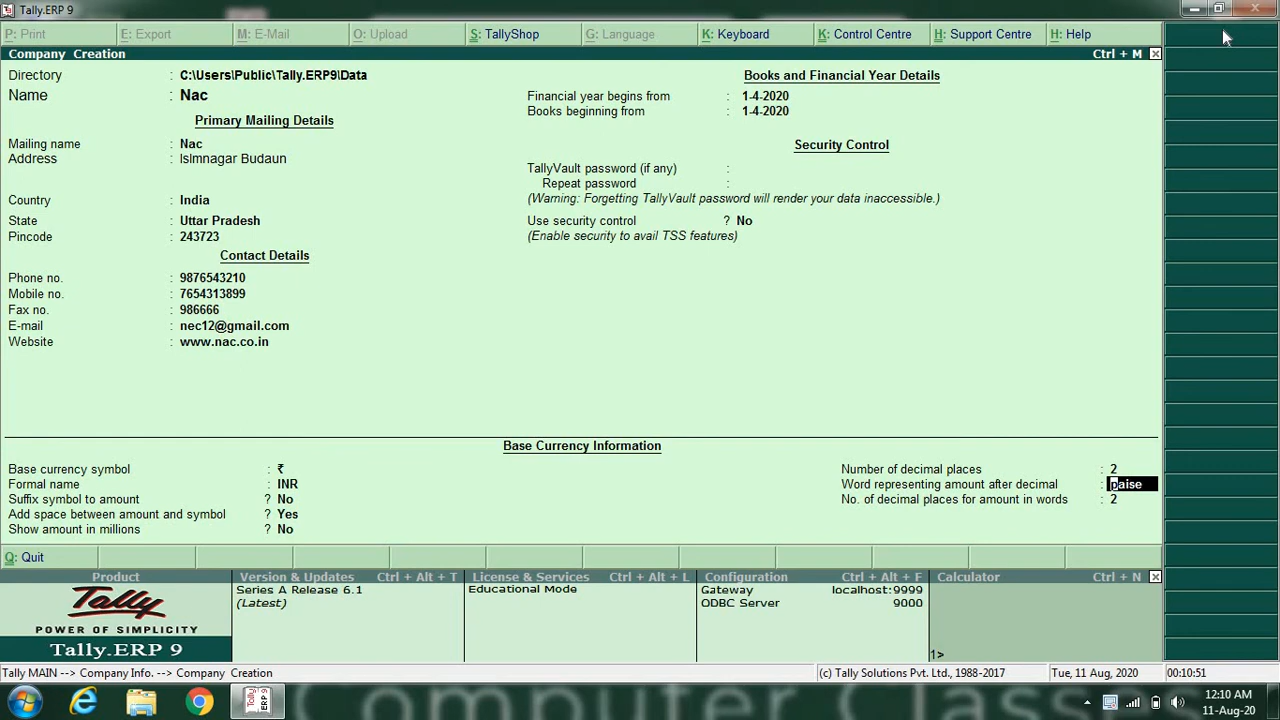 Tally.ERP 9
P: Print E: Export M: E-Mail O: Upload S: TallyShop G: Language K: Keyboard K: Control Centre H: Support Centre H: Help
Company Creation Ctrl + M
Directory : C:\Users\Public\Tally.ERP9\Data Books and Financial Year Details
Name : Nac Financial year begins from : 1-4-2020
Books beginning from : 1-4-2020
Primary Mailing Details
Mailing name : Nac Security Control
Address : Islmnagar Budaun
TallyVault password (if any) :
Repeat password :
Country : India (Warning: Forgetting TallyVault password will render your data inaccessible.)
State : Uttar Pradesh Use security control ? No
Pincode : 243723 (Enable security to avail TSS features)
Contact Details
Phone no. : 9876543210
Mobile no. : 7654313899
Fax no. : 986666
E-mail : nec12@gmail.com
Website : www.nac.co.in
Base Currency Information
Base currency symbol : ₹ Number of decimal places : 2
Formal name : INR Word representing amount after decimal : paise
Suffix symbol to amount ? No No. of decimal places for amount in words : 2
Add space between amount and symbol ? Yes
Show amount in millions ? No
Q: Quit
Product Version & Updates Ctrl + Alt + T License & Services Ctrl + Alt + L Configuration Ctrl + Alt + F Calculator Ctrl + N
Series A Release 6.1 Educational Mode Gateway localhost:9999
(Latest) ODBC Server 9000
Tally
POWER OF SIMPLICITY
Tally.ERP 9
1>
Tally MAIN --> Company Info. --> Company Creation (c) Tally Solutions Pvt. Ltd., 1988-2017 Tue, 11 Aug, 2020 00:10:51
12:10 AM
11-Aug-20